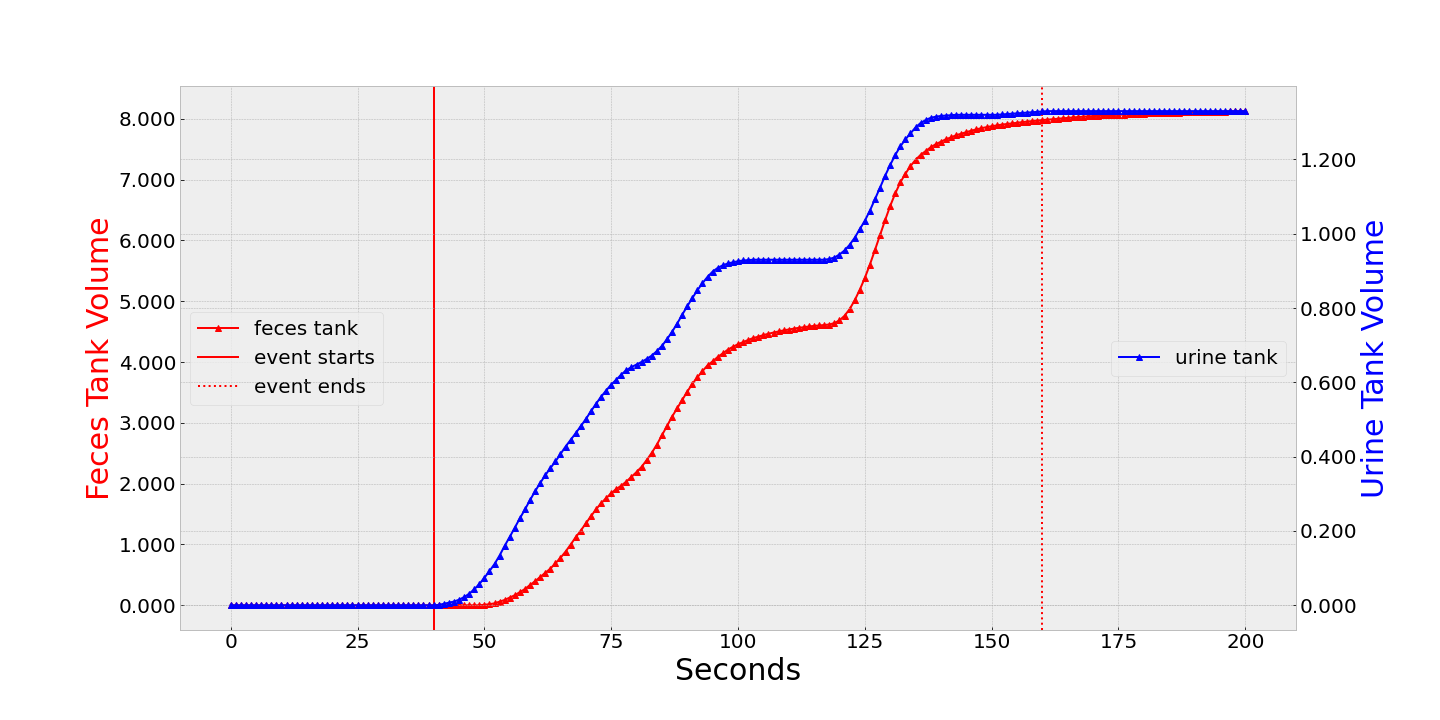 8.000
7.000
6.000
5.000
4.000
3.000
2.000
1.000
0.000
Feces Tank Volume
feces tank
event starts
event ends
urine tank
1.200
1.000
0.800
0.600
0.400
0.200
0.000
Urine Tank Volume
0 25 50 75 100 125 150 175 200
Seconds